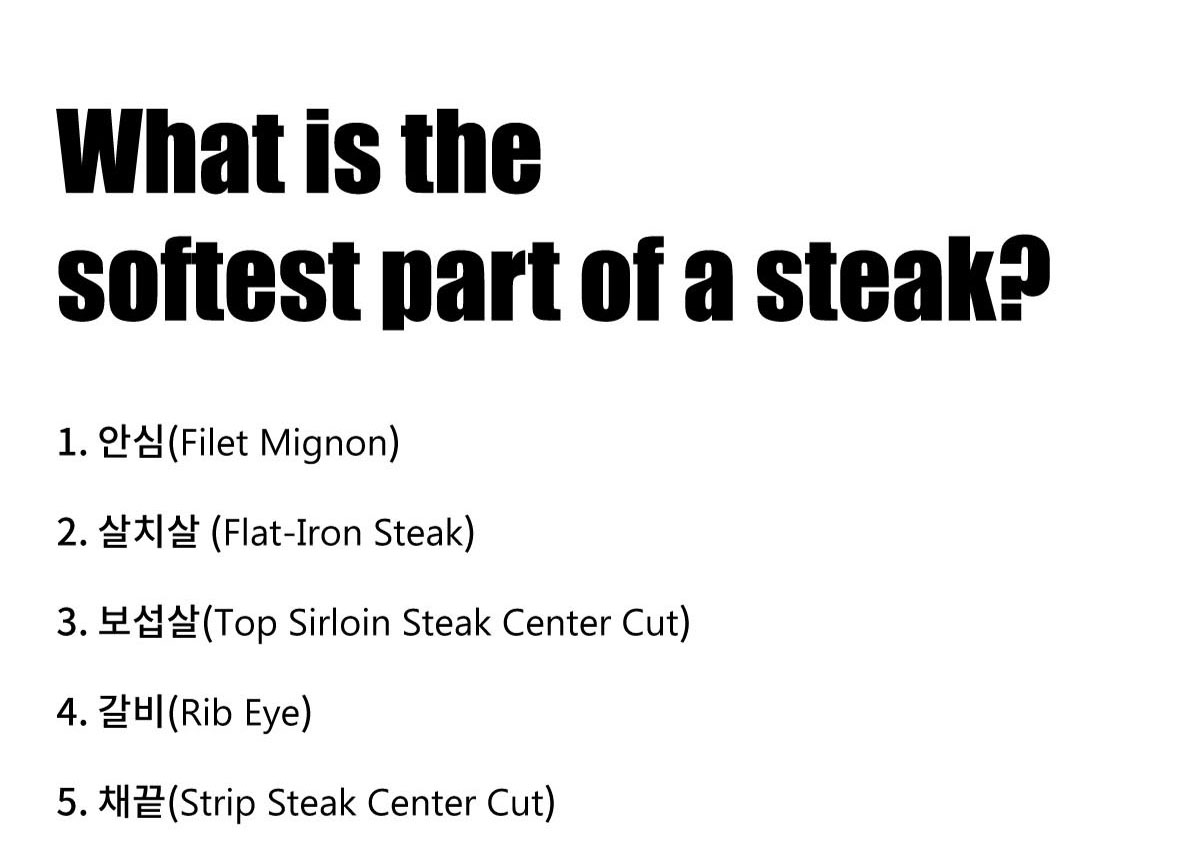 What is the
softest part of a steak?
1. 안심(Filet Mignon)
2. 살치살 (Flat-Iron Steak)
3. 보섭살(Top Sirloin Steak Center Cut)
4. 갈비(Rib Eye)
5. 채끝(Strip Steak Center Cut)